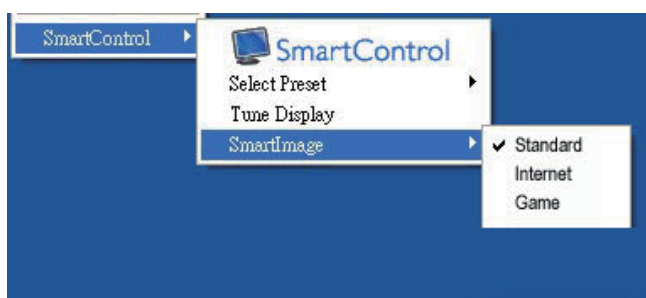 SmartControl
SmartControl
Select Preset
Tune Display
SmartImage
Standard
Internet
Game